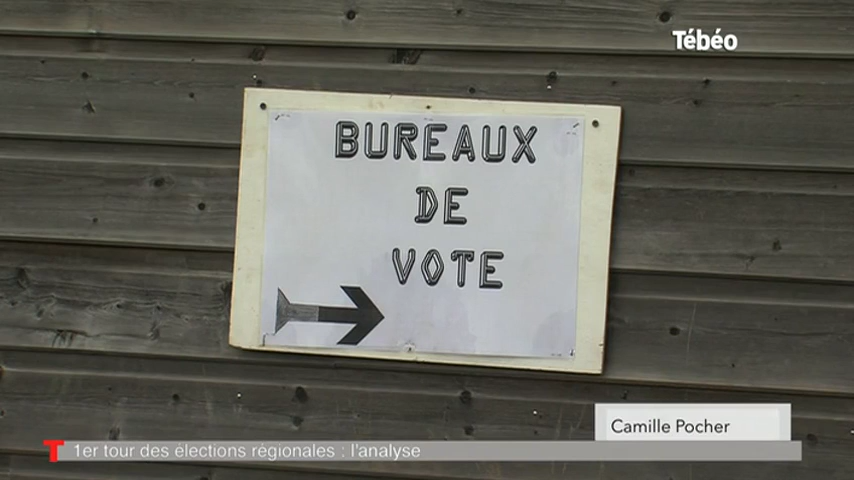 Tébéo
BUREAUX
DE
VOTE
Camille Pocher
T 1er tour des élections régionales : l'analyse